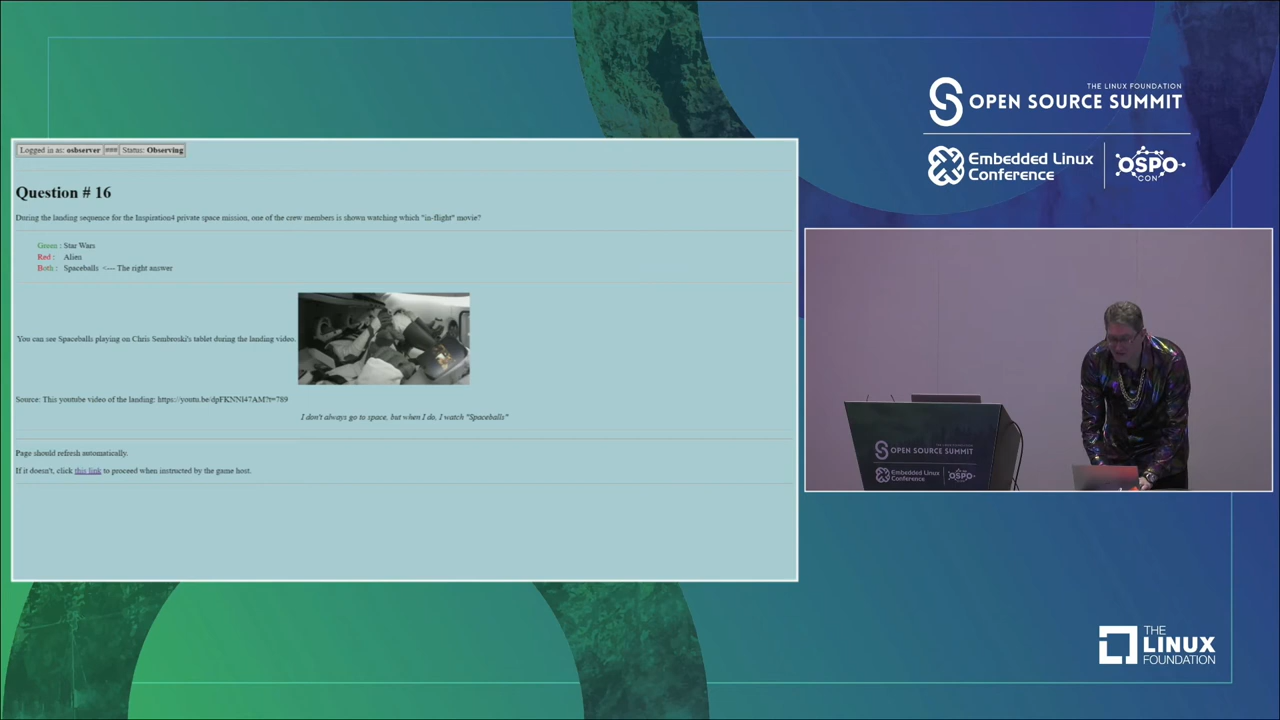 THE LINUX FOUNDATION
OPEN SOURCE SUMMIT
Embedded Linux
Conference
OSPO
CON
Logged in as: osbserver ### Status: Observing
Question # 16
During the landing sequence for the Inspiration4 private space mission, one of the crew members is shown watching which "in-flight" movie?
Green : Star Wars
Red : Alien
Both : Spaceballs <--- The right answer
You can see Spaceballs playing on Chris Sembroski's tablet during the landing video.
Source: This youtube video of the landing: https://youtu.be/dpFKNNl47AM?t=789
I don't always go to space, but when I do, I watch "Spaceballs"
Page should refresh automatically.
If it doesn't, click this link to proceed when instructed by the game host.
OPEN SOURCE SUMMIT
Embedded Linux
Conference
OSPO
CON
THE
LINUX
FOUNDATION